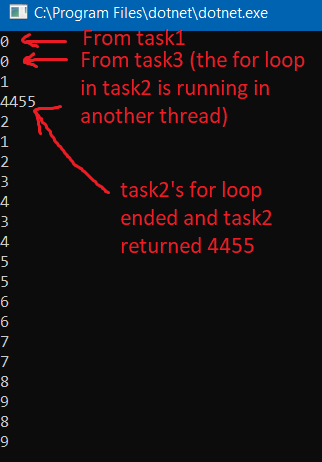 C:\Program Files\dotnet\dotnet.exe
0 From task1
0 From task3 (the for loop
in task2 is running in
1
another thread)
4455
2
1
2
3
task2's for loop
4
ended and task2
3
returned 4455
4
5
5
6
6
7
7
8
9
8
9